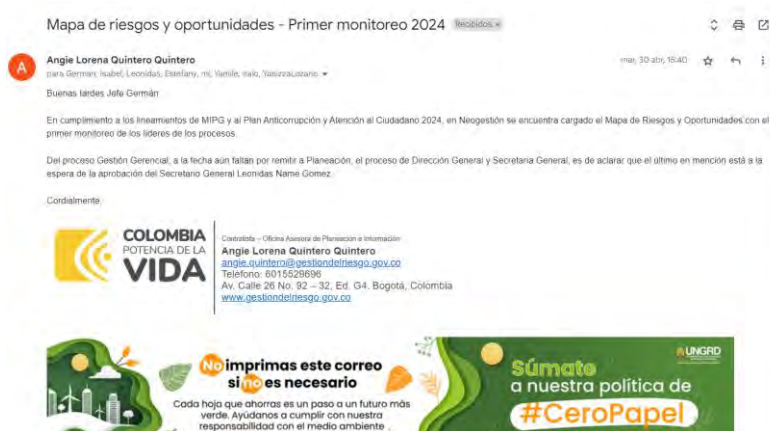 Mapa de riesgos y oportunidades - Primer monitoreo 2024 Recibidos x
Angie Lorena Quintero Quintero
mar, 30 abr, 16:40
A
para German, Isabel, Leonidas, Estefany, mi, Yamile, Italo, YanizzaLozano
Buenas tardes Jefe Germán
En cumplimiento a los lineamientos de MIPG y al Plan Anticorrupción y Atención al Ciudadano 2024, en Neogestión se encuentra cargado el Mapa de Riesgos y Oportunidades con el
primer monitoreo de los líderes de los procesos.
Del proceso Gestión Gerencial, a la fecha aún faltan por remitir a Planeación, el proceso de Dirección General y Secretaria General, es de aclarar que el último en mención está a la
espera de la aprobación del Secretario General Leonidas Name Gomez.
Cordialmente,
COLOMBIA
POTENCIA DE LA
VIDA
Contratista – Oficina Asesora de Planeación e Información
Angie Lorena Quintero Quintero
angie.quintero@gestiondelriesgo.gov.co
Teléfono: 6015529696
Av. Calle 26 No. 92 – 32, Ed. G4. Bogotá, Colombia
www.gestiondelriesgo.gov.co
No imprimas este correo
si no es necesario
Cada hoja que ahorras es un paso a un futuro más
verde. Ayúdanos a cumplir con nuestra
responsabilidad con el medio ambiente
UNGRD
Súmate
a nuestra política de
#CeroPapel